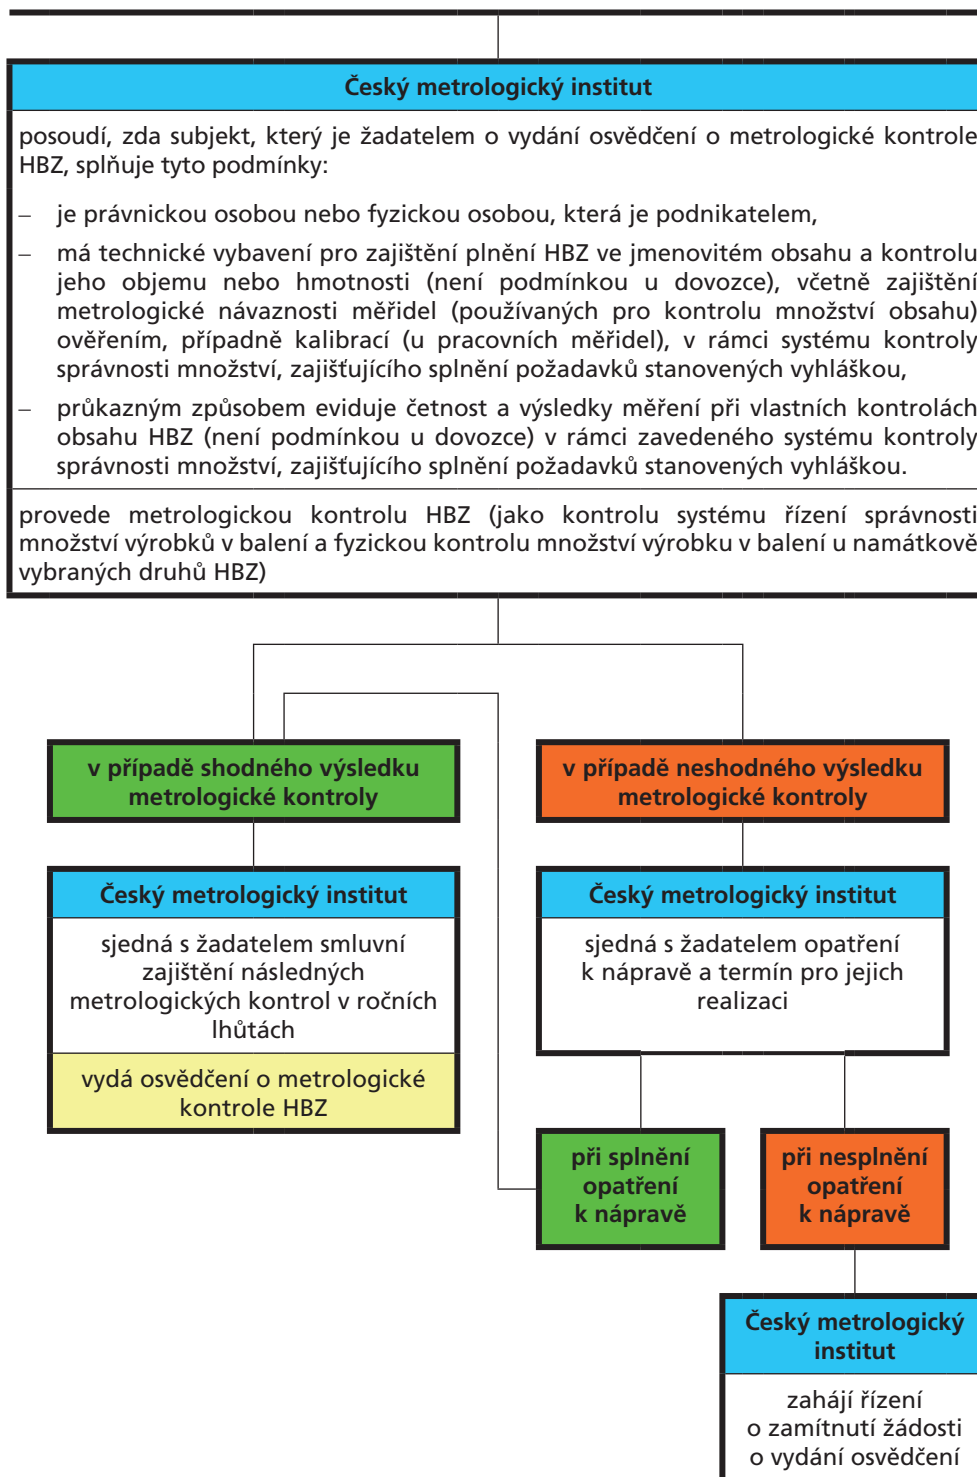 Český metrologický institut
posoudí, zda subjekt, který je žadatelem o vydání osvědčení o metrologické kontrole
HBZ, splňuje tyto podmínky:
– je právnickou osobou nebo fyzickou osobou, která je podnikatelem,
– má technické vybavení pro zajištění plnění HBZ ve jmenovitém obsahu a kontrolu
jeho objemu nebo hmotnosti (není podmínkou u dovozce), včetně zajištění
metrologické návaznosti měřidel (používaných pro kontrolu množství obsahu)
ověřením, případně kalibrací (u pracovních měřidel), v rámci systému kontroly
správnosti množství, zajišťujícího splnění požadavků stanovených vyhláškou,
– průkazným způsobem eviduje četnost a výsledky měření při vlastních kontrolách
obsahu HBZ (není podmínkou u dovozce) v rámci zavedeného systému kontroly
správnosti množství, zajišťujícího splnění požadavků stanovených vyhláškou.
provede metrologickou kontrolu HBZ (jako kontrolu systému řízení správnosti
množství výrobků v balení a fyzickou kontrolu množství výrobku v balení u namátkově
vybraných druhů HBZ)
v případě shodného výsledku
metrologické kontroly
Český metrologický institut
sjedná s žadatelem smluvní
zajištění následných
metrologických kontrol v ročních
lhůtách
vydá osvědčení o metrologické
kontrole HBZ
v případě neshodného výsledku
metrologické kontroly
Český metrologický institut
sjedná s žadatelem opatření
k nápravě a termín pro jejich
realizaci
při splnění
opatření
k nápravě
při nesplnění
opatření
k nápravě
Český metrologický
institut
zahájí řízení
o zamítnutí žádosti
o vydání osvědčení